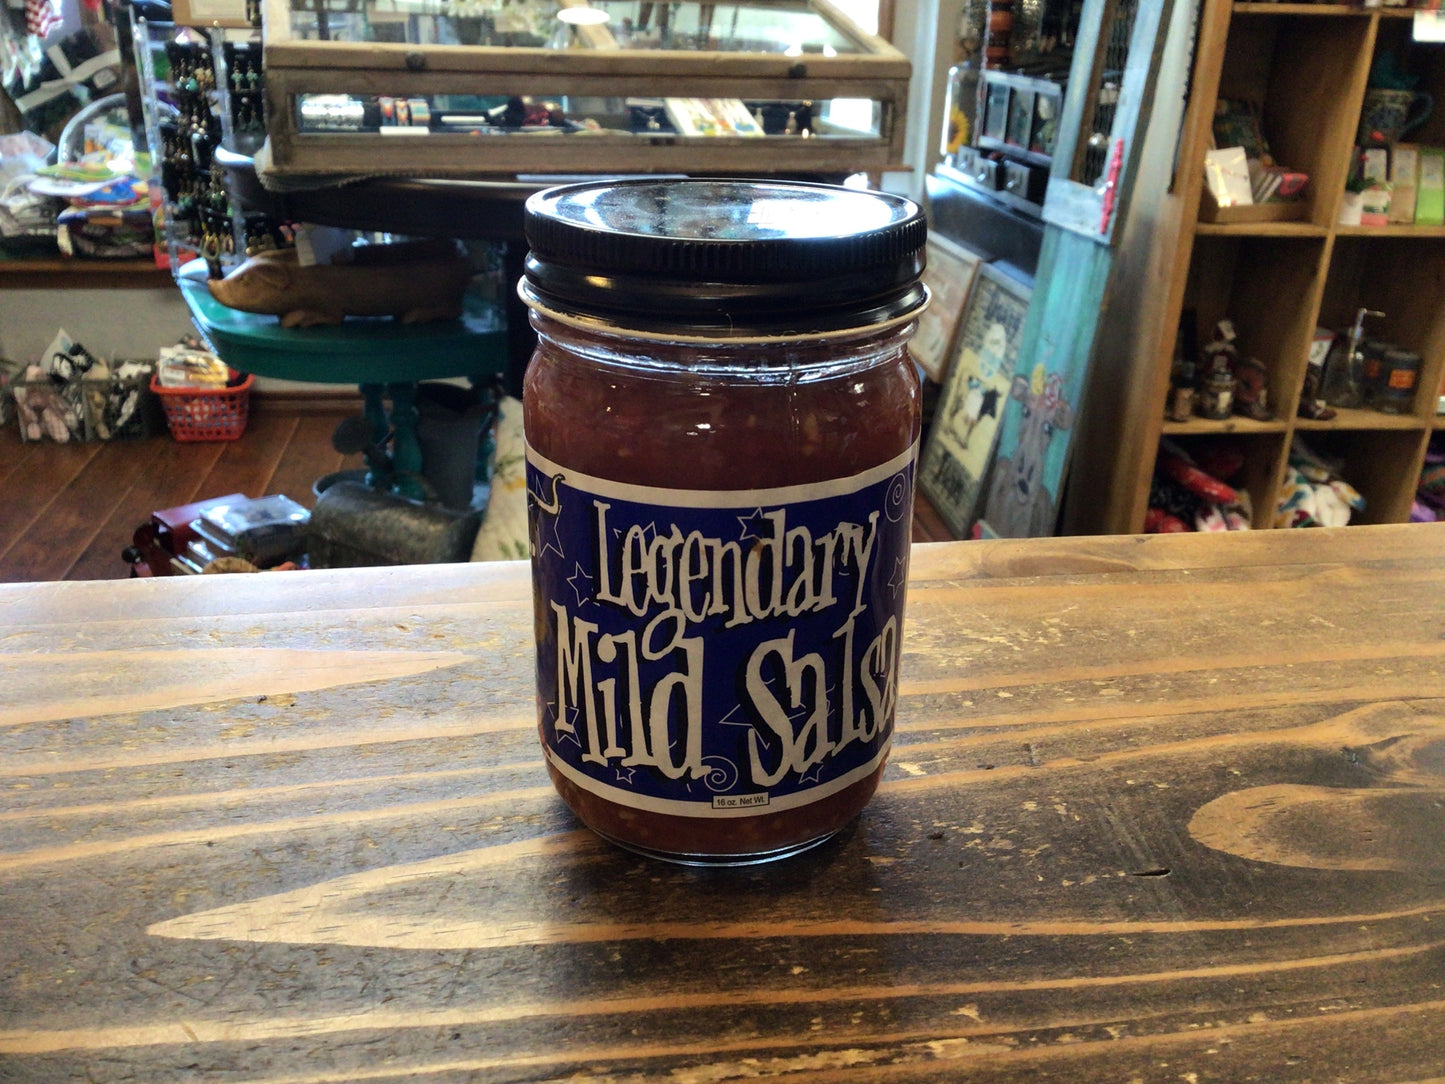 Legendary
Mild Salsa
16 oz. Net Wt.